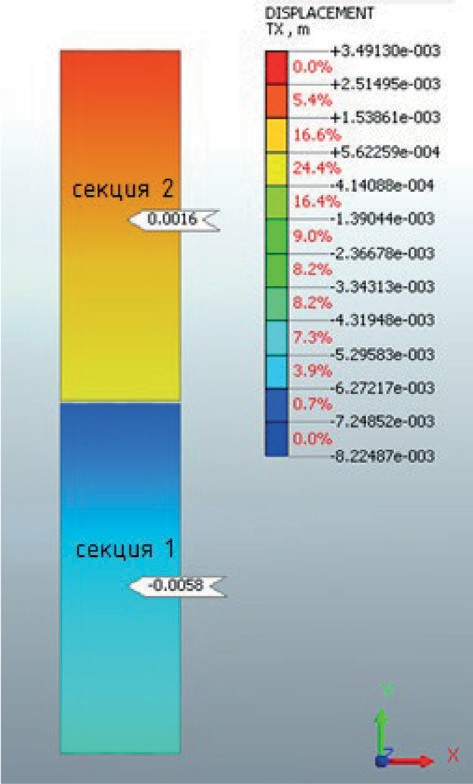 DISPLACEMENT
TX , m
+3.49130e-003
0.0%
+2.51495e-003
5.4%
+1.53861e-003
16.6%
+5.62259e-004
24.4%
-4.14088e-004
16.4%
-1.39044e-003
9.0%
-2.36678e-003
8.2%
-3.34313e-003
8.2%
-4.31948e-003
7.3%
-5.29583e-003
3.9%
-6.27217e-003
0.7%
-7.24852e-003
0.0%
-8.22487e-003
секция 2
0.0016
секция 1
-0.0058
Y
Z
X